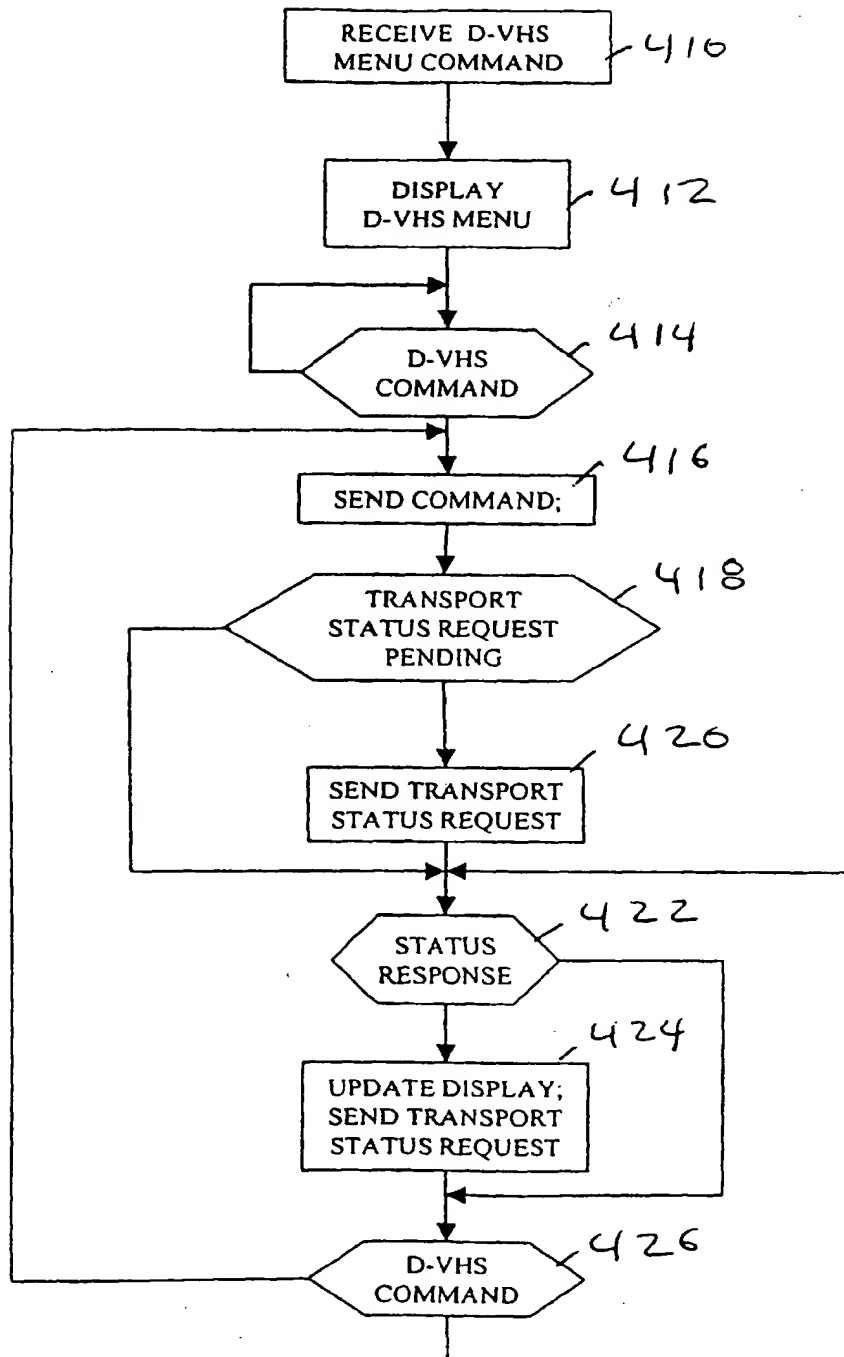 RECEIVE D-VHS
MENU COMMAND
410
DISPLAY
D-VHS MENU
412
D-VHS
COMMAND
414
SEND COMMAND;
416
TRANSPORT
STATUS REQUEST
PENDING
418
SEND TRANSPORT
STATUS REQUEST
420
STATUS
RESPONSE
422
UPDATE DISPLAY;
SEND TRANSPORT
STATUS REQUEST
424
D-VHS
COMMAND
426